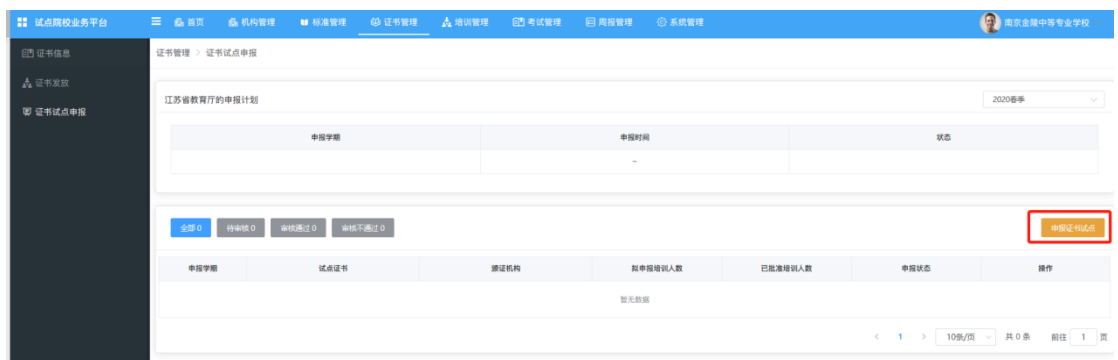 试点院校业务平台 首页 机构管理 标准管理 证书管理 培训管理 考试管理 周报管理 系统管理 南京金陵中等专业学校
证书信息
证书管理 > 证书试点申报
证书发放
证书试点申报
江苏省教育厅的申报计划 2020春季
申报学期 申报时间 状态
~
全部 0 待审核 0 审核通过 0 审核不通过 0 申报证书试点
申报学期 试点证书 颁证机构 拟申报培训人数 已批准培训人数 申报状态 操作
暂无数据
< 1 > 10条/页 共 0 条 前往 1 页